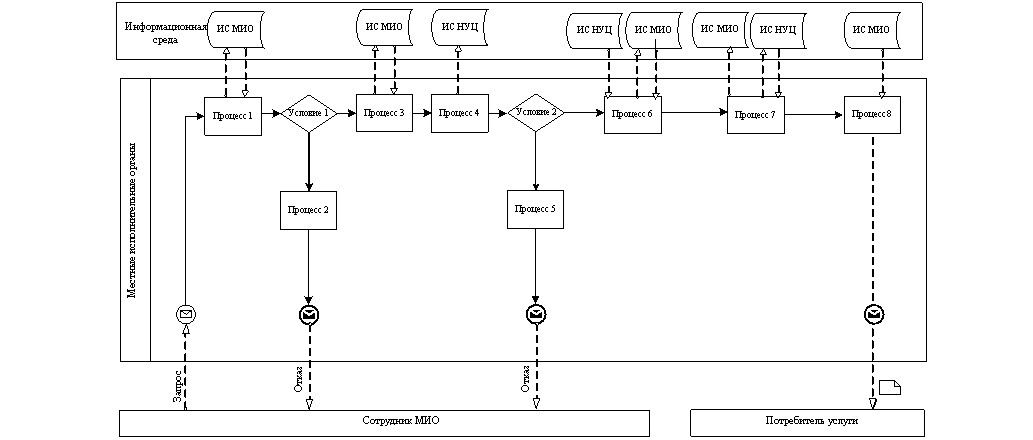 Информационная
среда
ИС МИО
ИС МИО
ИС НУЦ
ИС НУЦ
ИС МИО
ИС МИО
ИС НУЦ
ИС МИО
Местные исполнительные органы
Процесс 1
Условие 1
Процесс 3
Процесс 4
Условие 2
Процесс 6
Процесс 7
Процесс 8
Процесс 2
Процесс 5
Запрос
Отказ
Отказ
Сотрудник МИО
Потребитель услуги